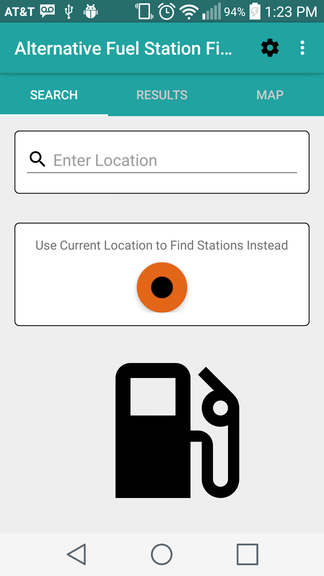 AT&T 94% 1:23 PM
Alternative Fuel Station Fi...
SEARCH RESULTS MAP
Enter Location
Use Current Location to Find Stations Instead